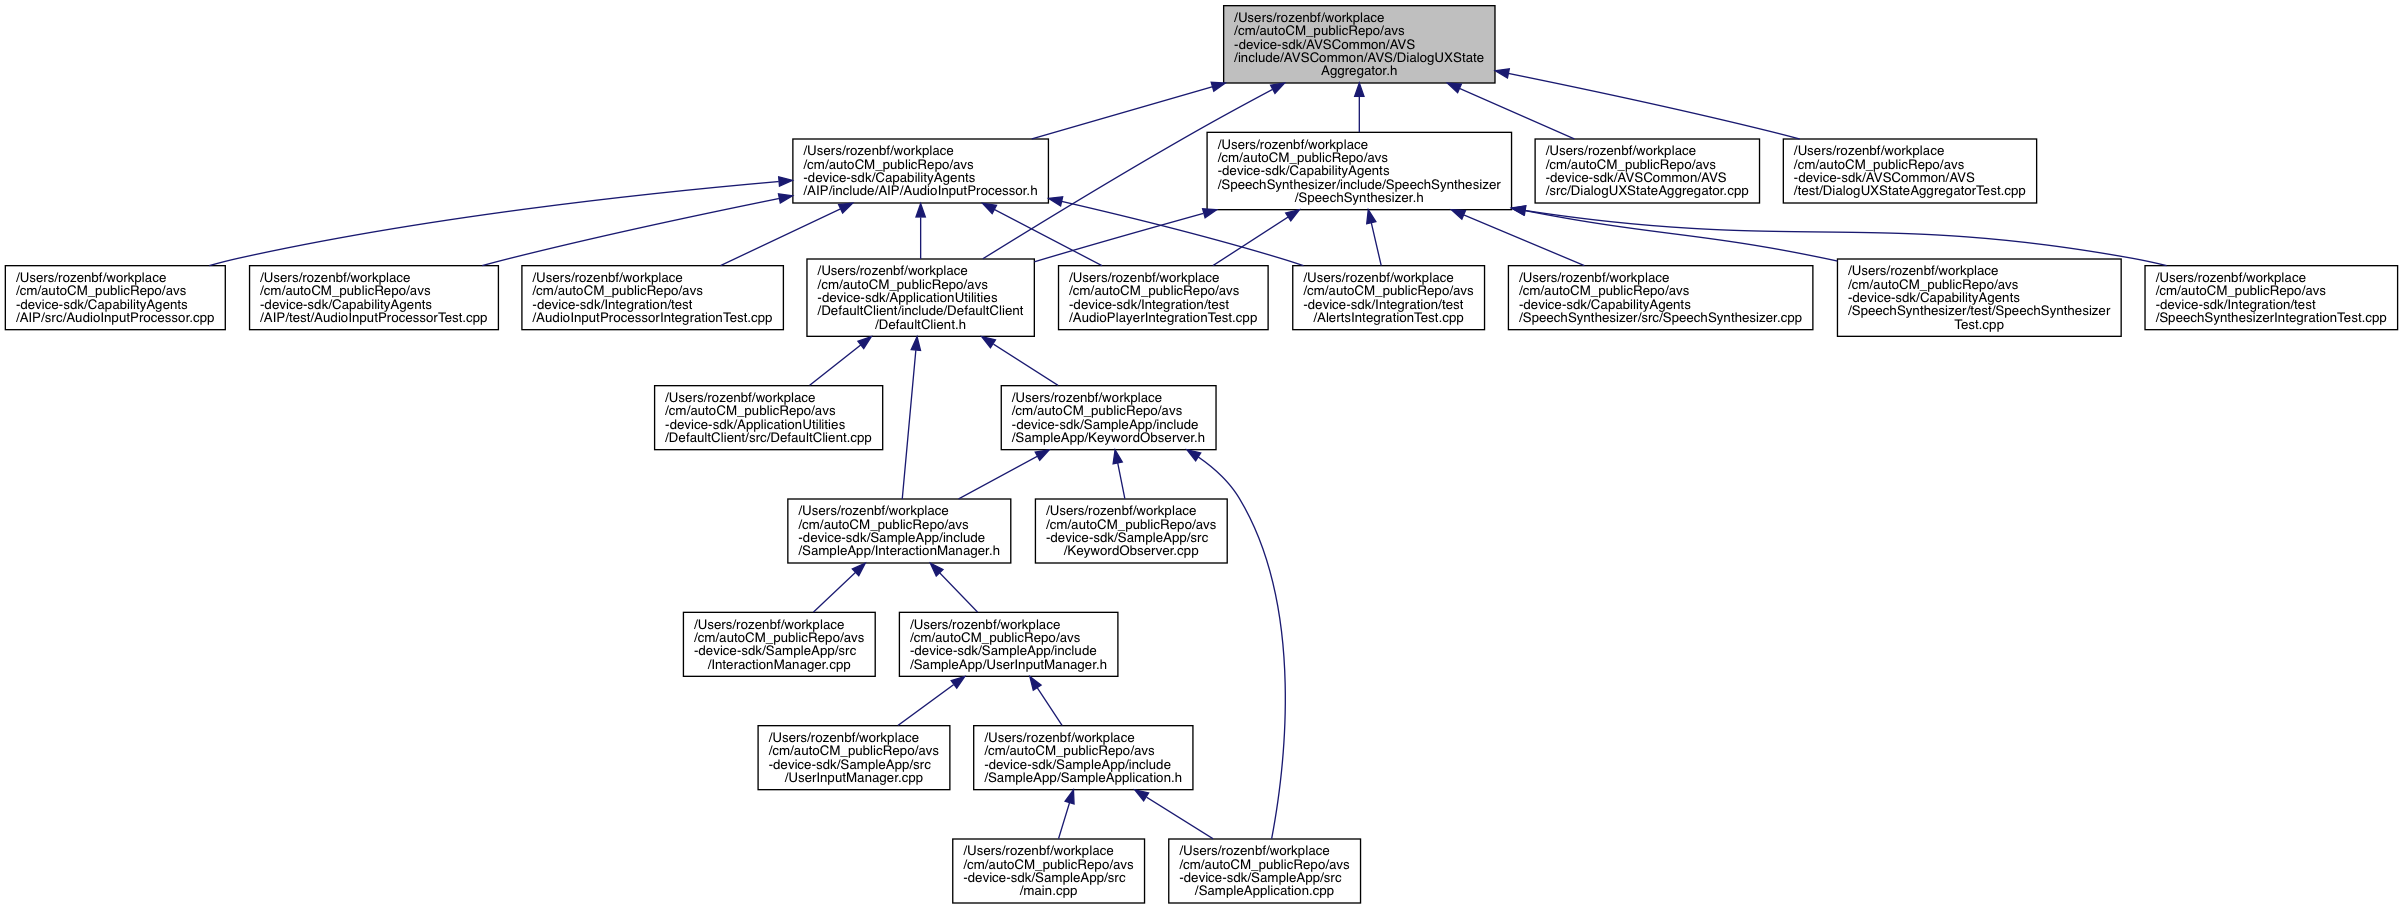 /Users/rozenbf/workplace
/cm/autoCM_publicRepo/avs
-device-sdk/AVSCommon/AVS
/include/AVSCommon/AVS/DialogUXState
Aggregator.h
/Users/rozenbf/workplace
/cm/autoCM_publicRepo/avs
-device-sdk/CapabilityAgents
/AIP/include/AIP/AudioInputProcessor.h
/Users/rozenbf/workplace
/cm/autoCM_publicRepo/avs
-device-sdk/CapabilityAgents
/SpeechSynthesizer/include/SpeechSynthesizer
/SpeechSynthesizer.h
/Users/rozenbf/workplace
/cm/autoCM_publicRepo/avs
-device-sdk/AVSCommon/AVS
/src/DialogUXStateAggregator.cpp
/Users/rozenbf/workplace
/cm/autoCM_publicRepo/avs
-device-sdk/AVSCommon/AVS
/test/DialogUXStateAggregatorTest.cpp
/Users/rozenbf/workplace
/cm/autoCM_publicRepo/avs
-device-sdk/CapabilityAgents
/AIP/src/AudioInputProcessor.cpp
/Users/rozenbf/workplace
/cm/autoCM_publicRepo/avs
-device-sdk/CapabilityAgents
/AIP/test/AudioInputProcessorTest.cpp
/Users/rozenbf/workplace
/cm/autoCM_publicRepo/avs
-device-sdk/Integration/test
/AudioInputProcessorIntegrationTest.cpp
/Users/rozenbf/workplace
/cm/autoCM_publicRepo/avs
-device-sdk/ApplicationUtilities
/DefaultClient/include/DefaultClient
/DefaultClient.h
/Users/rozenbf/workplace
/cm/autoCM_publicRepo/avs
-device-sdk/Integration/test
/AudioPlayerIntegrationTest.cpp
/Users/rozenbf/workplace
/cm/autoCM_publicRepo/avs
-device-sdk/Integration/test
/AlertsIntegrationTest.cpp
/Users/rozenbf/workplace
/cm/autoCM_publicRepo/avs
-device-sdk/CapabilityAgents
/SpeechSynthesizer/src/SpeechSynthesizer.cpp
/Users/rozenbf/workplace
/cm/autoCM_publicRepo/avs
-device-sdk/CapabilityAgents
/SpeechSynthesizer/test/SpeechSynthesizer
Test.cpp
/Users/rozenbf/workplace
/cm/autoCM_publicRepo/avs
-device-sdk/Integration/test
/SpeechSynthesizerIntegrationTest.cpp
/Users/rozenbf/workplace
/cm/autoCM_publicRepo/avs
-device-sdk/ApplicationUtilities
/DefaultClient/src/DefaultClient.cpp
/Users/rozenbf/workplace
/cm/autoCM_publicRepo/avs
-device-sdk/SampleApp/include
/SampleApp/KeywordObserver.h
/Users/rozenbf/workplace
/cm/autoCM_publicRepo/avs
-device-sdk/SampleApp/include
/SampleApp/InteractionManager.h
/Users/rozenbf/workplace
/cm/autoCM_publicRepo/avs
-device-sdk/SampleApp/src
/KeywordObserver.cpp
/Users/rozenbf/workplace
/cm/autoCM_publicRepo/avs
-device-sdk/SampleApp/src
/InteractionManager.cpp
/Users/rozenbf/workplace
/cm/autoCM_publicRepo/avs
-device-sdk/SampleApp/include
/SampleApp/UserInputManager.h
/Users/rozenbf/workplace
/cm/autoCM_publicRepo/avs
-device-sdk/SampleApp/src
/UserInputManager.cpp
/Users/rozenbf/workplace
/cm/autoCM_publicRepo/avs
-device-sdk/SampleApp/include
/SampleApp/SampleApplication.h
/Users/rozenbf/workplace
/cm/autoCM_publicRepo/avs
-device-sdk/SampleApp/src
/main.cpp
/Users/rozenbf/workplace
/cm/autoCM_publicRepo/avs
-device-sdk/SampleApp/src
/SampleApplication.cpp